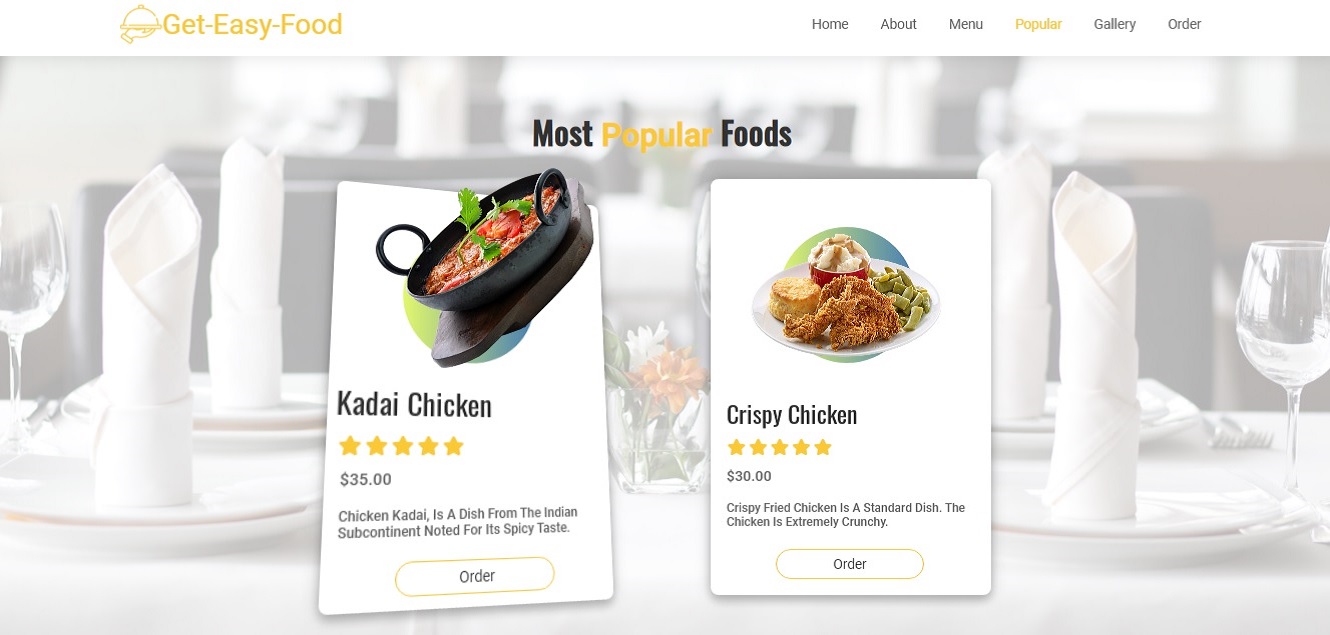 Get-Easy-Food
Home About Menu Popular Gallery Order
Most Popular Foods
Kadai Chicken
$35.00
Chicken Kadai, Is A Dish From The Indian
Subcontinent Noted For Its Spicy Taste.
Order
Crispy Chicken
$30.00
Crispy Fried Chicken Is A Standard Dish. The
Chicken Is Extremely Crunchy.
Order